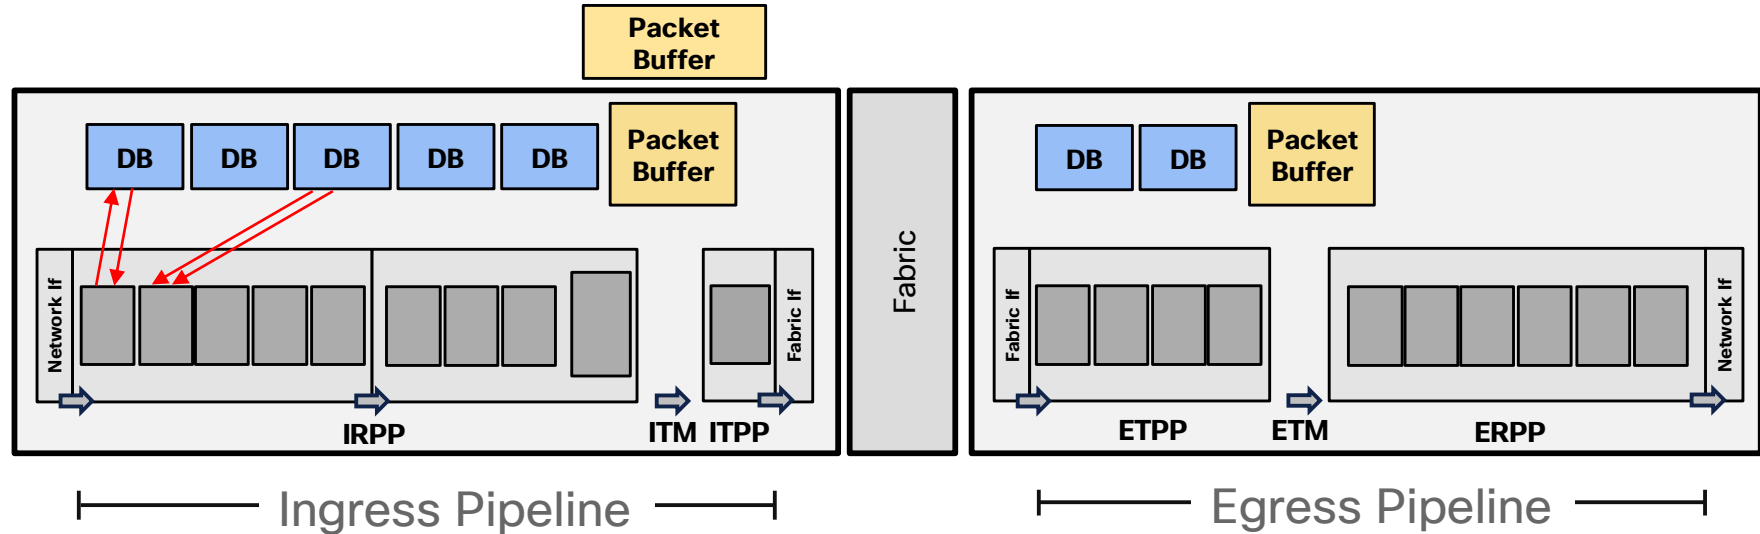 Packet
Buffer
DB
DB
DB
DB
DB
Packet
Buffer
DB
DB
Packet
Buffer
Network If
Fabric If
Fabric
Fabric If
Network If
IRPP
ITM
ITPP
ETPP
ETM
ERPP
Ingress Pipeline
Egress Pipeline